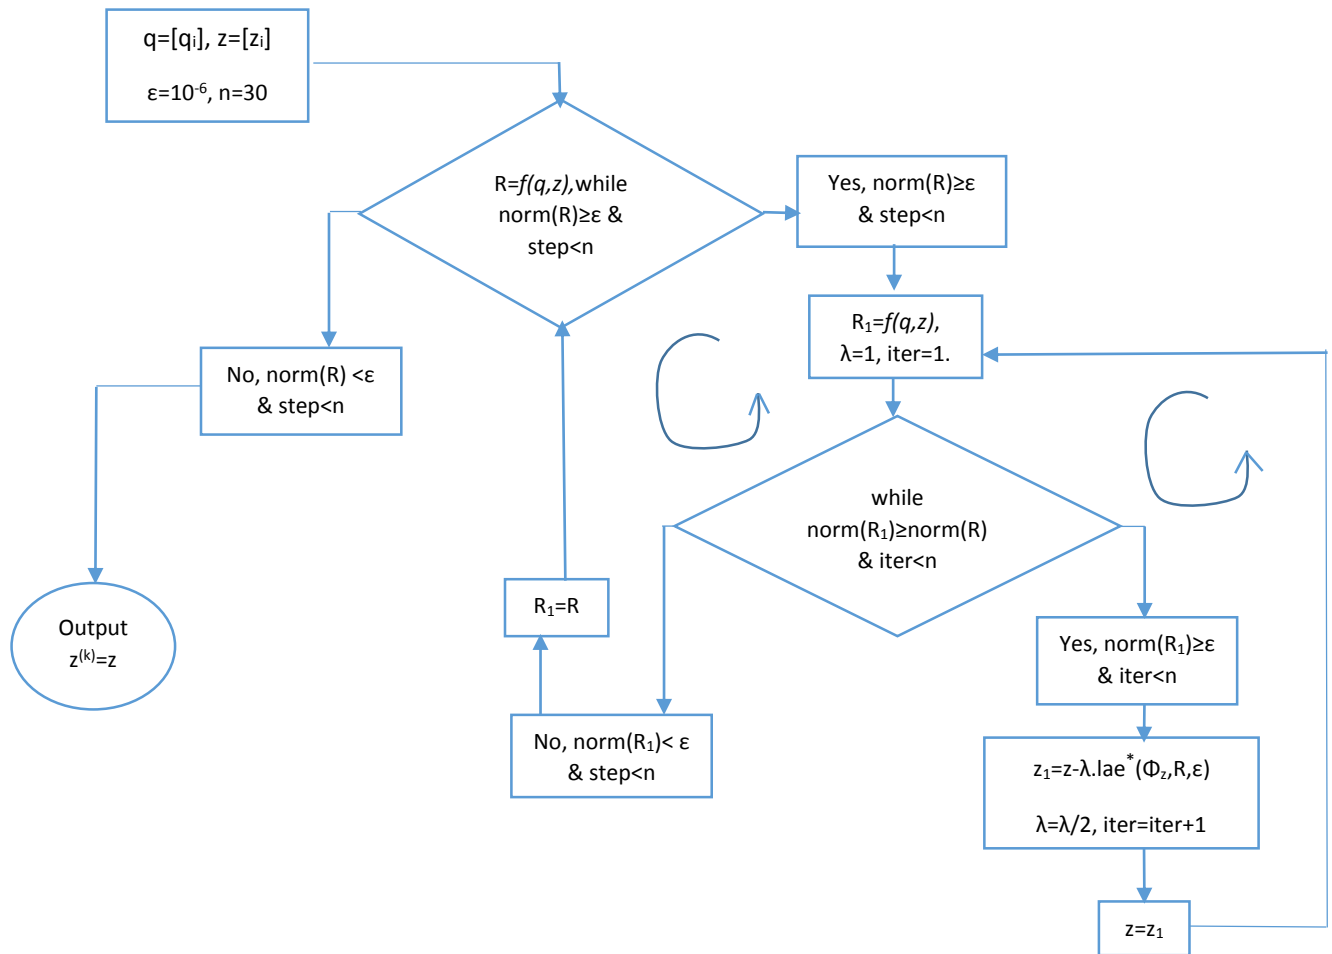 q=[qᵢ], z=[zᵢ]
ε=10⁻⁶, n=30
R=f(q,z),while
norm(R)≥ε &
step<n
Yes, norm(R)≥ε
& step<n
R₁=f(q,z),
λ=1, iter=1.
No, norm(R) <ε
& step<n
while
norm(R₁)≥norm(R)
& iter<n
R₁=R
Output
z⁽ᵏ⁾=z
Yes, norm(R₁)≥ε
& iter<n
No, norm(R₁)< ε
& step<n
z₁=z-λ.lae*(Φ_z,R,ε)
λ=λ/2, iter=iter+1
z=z₁